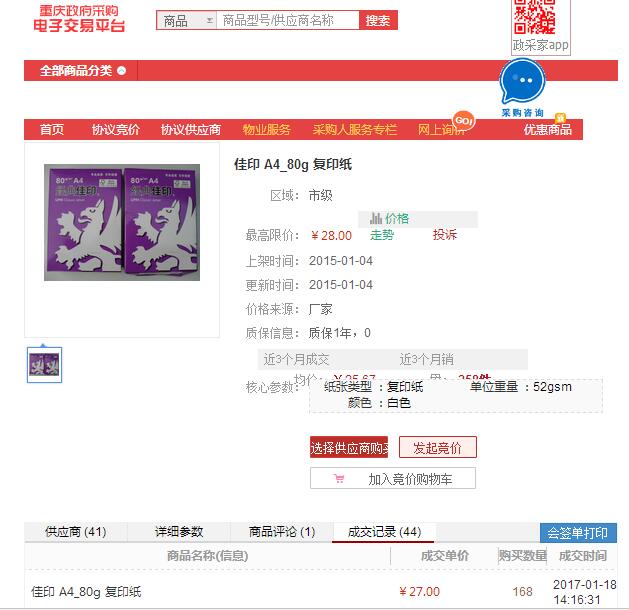 重庆政府采购
电子交易平台
商品 商品型号/供应商名称 搜索
政采家app
全部商品分类
采购咨询
首页 协议竞价 协议供应商 物业服务 采购人服务专栏 网上询价 GO! 优惠商品
佳印 A4_80g 复印纸
80 A4
佳印
80 A4
佳印
区域: 市级
价格
最高限价: ￥28.00 走势 投诉
上架时间: 2015-01-04
更新时间: 2015-01-04
价格来源: 厂家
质保信息: 质保1年，0
近3个月成交 近3个月销
均价: ￥25.67 量: 258件
核心参数: 纸张类型 : 复印纸 单位重量 : 52gsm
颜色 : 白色
选择供应商购买 发起竞价
加入竞价购物车
供应商 (41) 详细参数 商品评论 (1) 成交记录 (44) 会签单打印
商品名称(信息) 成交单价 购买数量 成交时间
佳印 A4_80g 复印纸 ￥27.00 168 2017-01-18
14:16:31